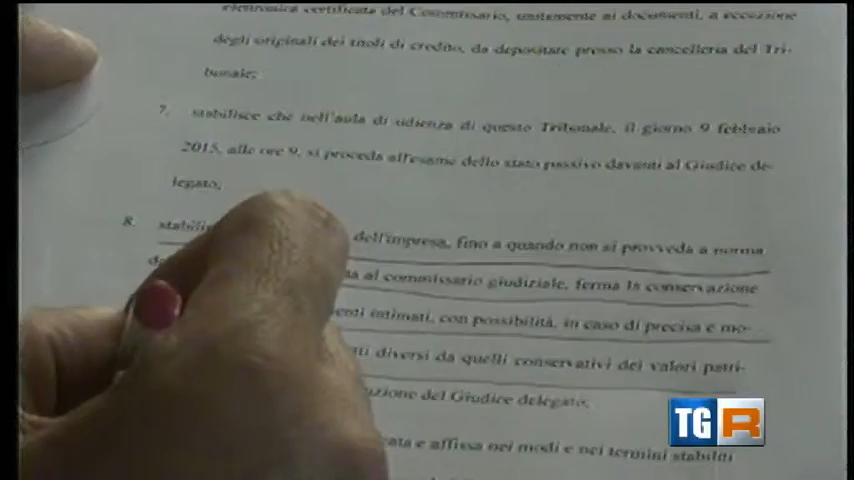 elettronica certificata del Commissario, unitamente ai documenti, a eccezione
degli originali dei titoli di credito, da depositare presso la cancelleria del Tri-
bunale;
7. stabilisce che nell'aula di udienza di questo Tribunale, il giorno 9 febbraio
2015, alle ore 9, si proceda all'esame dello stato passivo davanti al Giudice de-
legato;
8. dell'impresa, fino a quando non si provveda a norma
al commissario giudiziale, ferma la conservazione
intimati, con possibilità, in caso di precisa e mo-
diversi da quelli conservativi dei valori patri-
del Giudice delegato;
e affissa nei modi e nei termini stabiliti
TGR